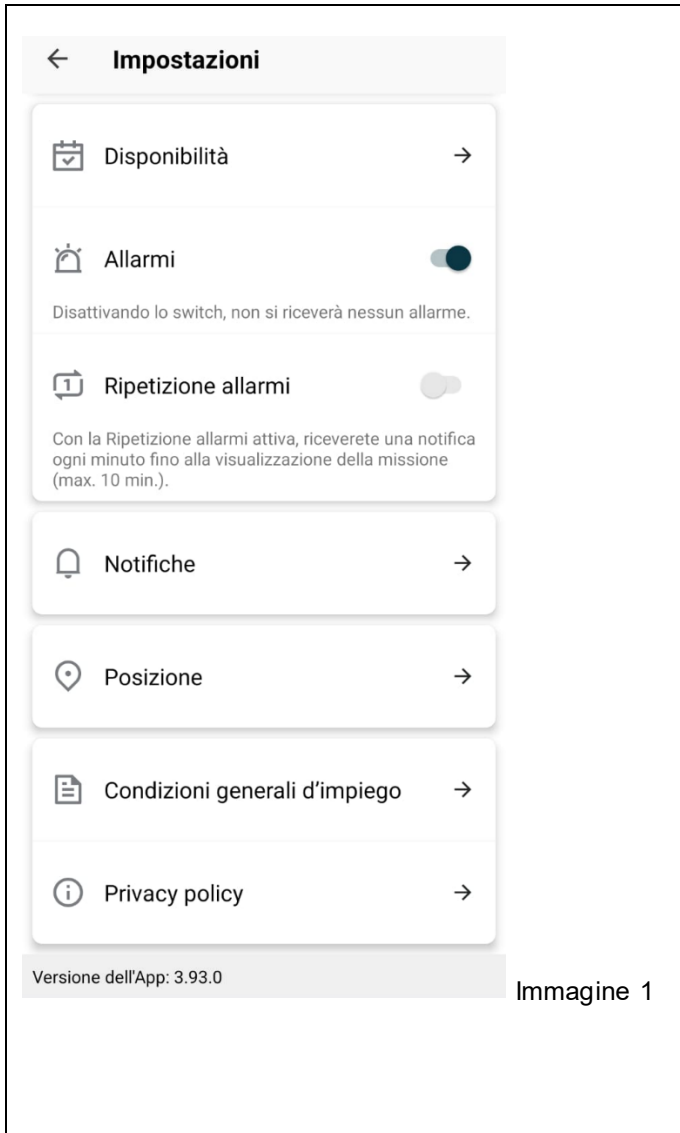 Impostazioni
Disponibilità
Allarmi
Disattivando lo switch, non si riceverà nessun allarme.
1
Ripetizione allarmi
Con la Ripetizione allarmi attiva, riceverete una notifica
ogni minuto fino alla visualizzazione della missione
(max. 10 min.).
Notifiche
Posizione
Condizioni generali d'impiego
Privacy policy
Versione dell'App: 3.93.0
Immagine 1